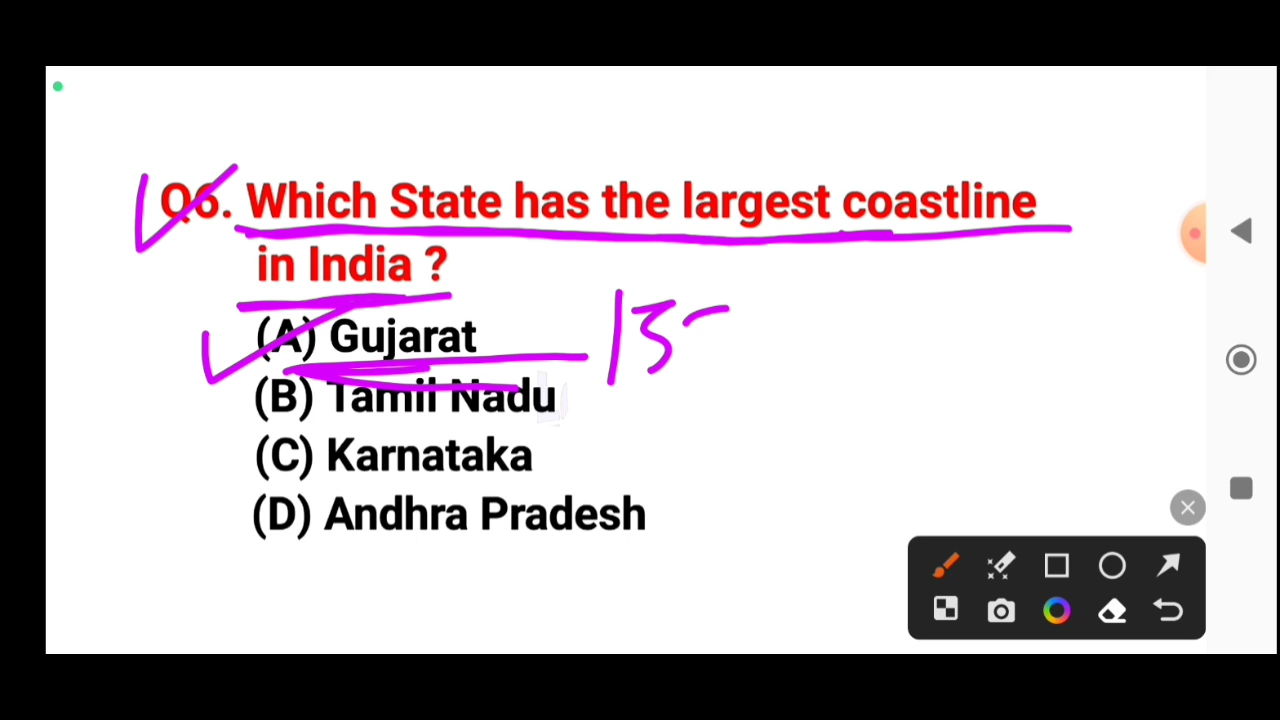 Q6. Which State has the largest coastline
in India ?
(A) Gujarat
(B) Tamil Nadu
(C) Karnataka
(D) Andhra Pradesh